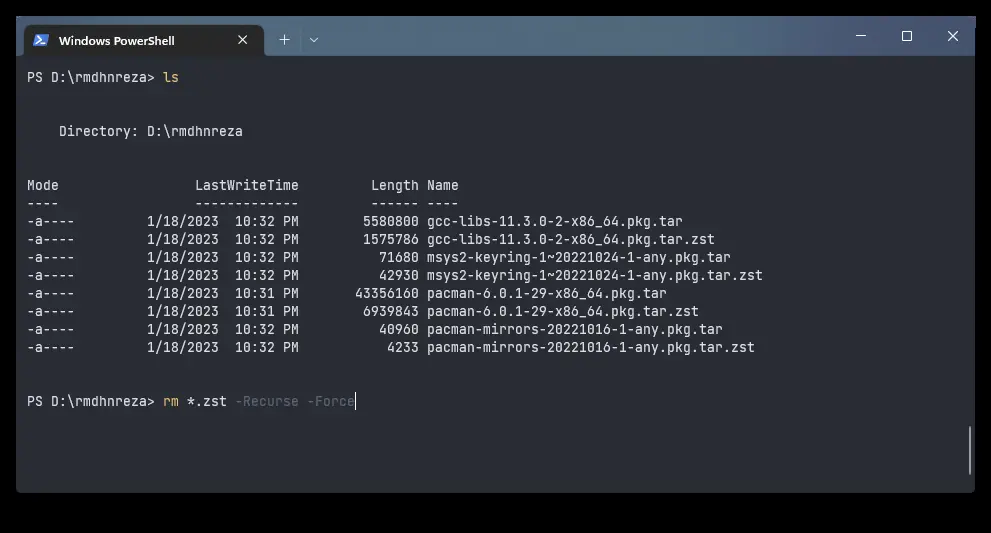 Windows PowerShell
PS D:\rmdhnreza> ls
Directory: D:\rmdhnreza
Mode                 LastWriteTime         Length Name
----                 -------------         ------ ----
-a----         1/18/2023  10:32 PM        5580800 gcc-libs-11.3.0-2-x86_64.pkg.tar
-a----         1/18/2023  10:32 PM        1575786 gcc-libs-11.3.0-2-x86_64.pkg.tar.zst
-a----         1/18/2023  10:32 PM          71680 msys2-keyring-1~20221024-1-any.pkg.tar
-a----         1/18/2023  10:32 PM          42930 msys2-keyring-1~20221024-1-any.pkg.tar.zst
-a----         1/18/2023  10:31 PM       43356160 pacman-6.0.1-29-x86_64.pkg.tar
-a----         1/18/2023  10:31 PM        6939843 pacman-6.0.1-29-x86_64.pkg.tar.zst
-a----         1/18/2023  10:32 PM          40960 pacman-mirrors-20221016-1-any.pkg.tar
-a----         1/18/2023  10:32 PM           4233 pacman-mirrors-20221016-1-any.pkg.tar.zst
PS D:\rmdhnreza> rm *.zst -Recurse -Force